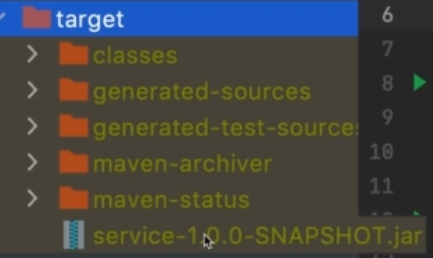 target
classes
generated-sources
generated-test-sources
maven-archiver
maven-status
service-1.0.0-SNAPSHOT.jar
6
7
8
9
10
11